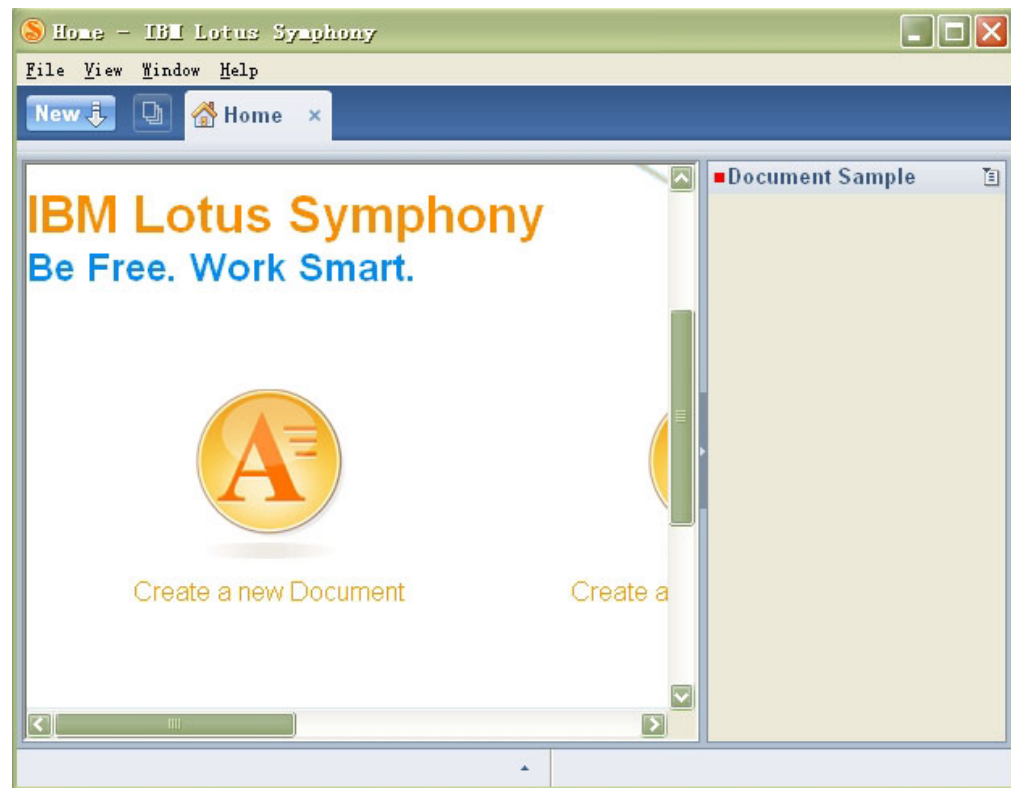 Home - IBM Lotus Symphony
File View Window Help
New Home
Document Sample
IBM Lotus Symphony
Be Free. Work Smart.
Create a new Document
Create a